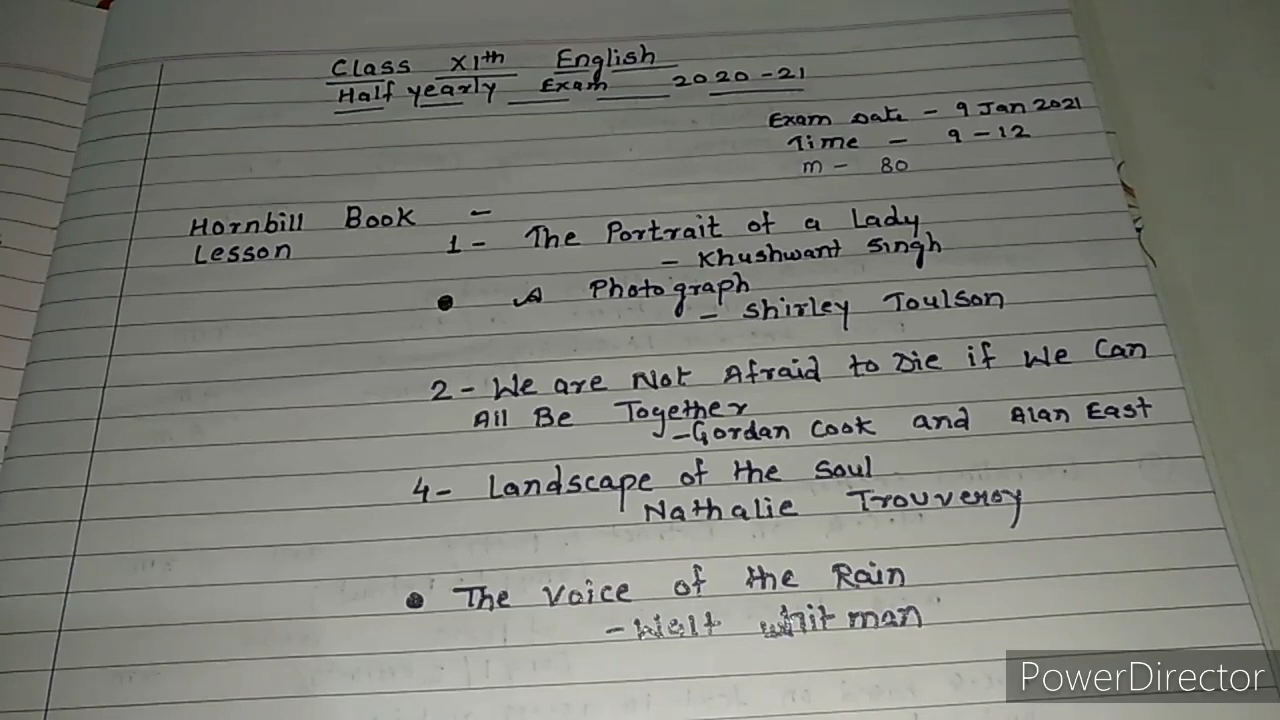 Class XIth English
Half yearly Exam 2020-21
Exam Date - 9 Jan 2021
Time - 9-12
m - 80
Hornbill Book -
Lesson 1- The Portrait of a Lady
- Khushwant Singh
• A Photograph
- Shirley Toulson
2- We are Not Afraid to Die if We Can
All Be Together
-Gordan Cook and Alan East
4- Landscape of the Soul
Nathalie Trouveroy
• The Voice of the Rain
- Walt Whitman
PowerDirector